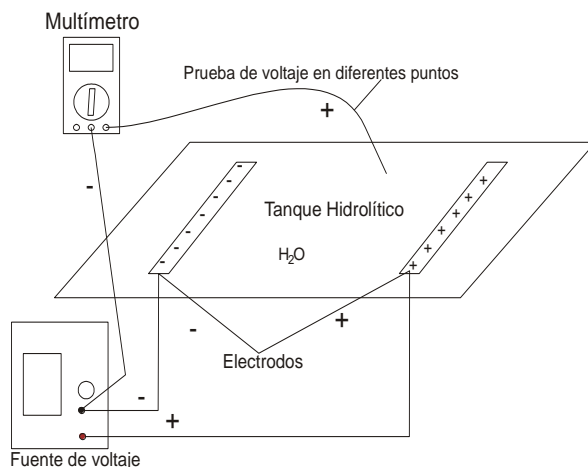 Multímetro
Prueba de voltaje en diferentes puntos
+
-
- - - - - - -
+ + + + + + +
Tanque Hidrolítico
H₂O
-
+
Electrodos
-
+
Fuente de voltaje